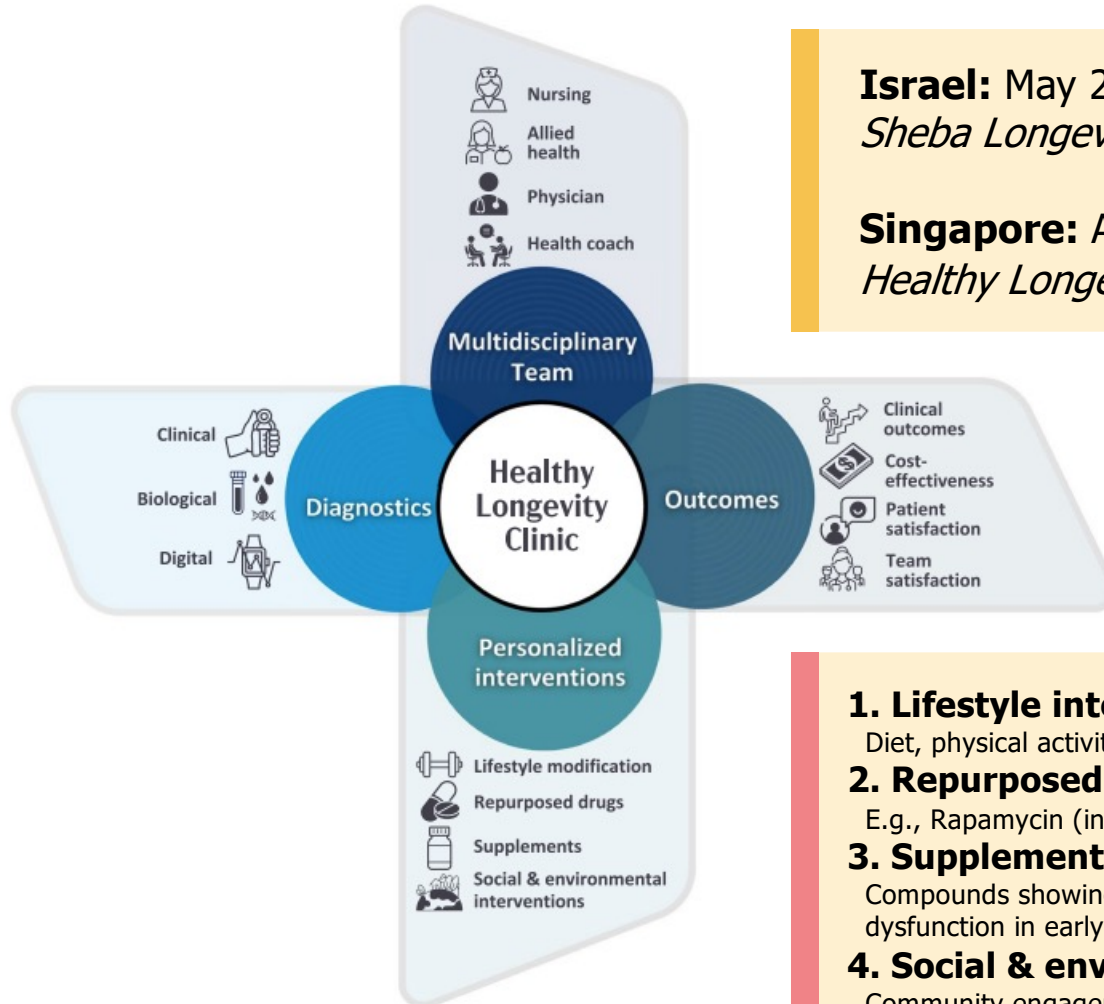 Nursing
Allied
health
Physician
Health coach
Multidisciplinary
Team
Clinical
Biological
Digital
Diagnostics
Healthy
Longevity
Clinic
Outcomes
Clinical
outcomes
Cost-
effectiveness
Patient
satisfaction
Team
satisfaction
Personalized
interventions
Lifestyle modification
Repurposed drugs
Supplements
Social & environmental
interventions
Israel: May 2
Sheba Longev
Singapore: A
Healthy Longe
1. Lifestyle inte
Diet, physical activit
2. Repurposed
E.g., Rapamycin (in
3. Supplement
Compounds showin
dysfunction in early
4. Social & env
Community engage